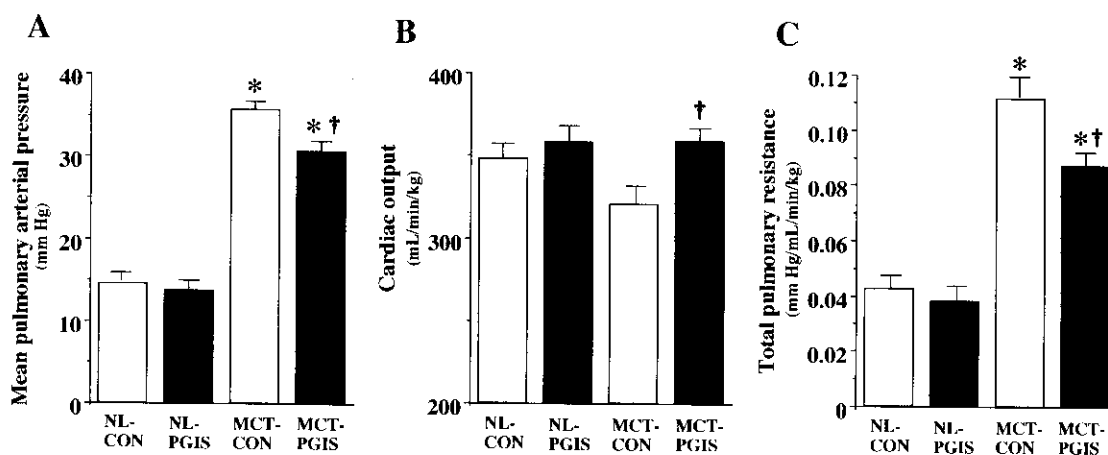 A
Mean pulmonary arterial pressure
(mm Hg)
40
30
20
10
0
*
* †
NL-
CON
NL-
PGIS
MCT-
CON
MCT-
PGIS
B
Cardiac output
(mL/min/kg)
400
300
200
†
NL-
CON
NL-
PGIS
MCT-
CON
MCT-
PGIS
C
Total pulmonary resistance
(mm Hg/mL/min/kg)
0.12
0.10
0.08
0.06
0.04
0.02
0
*
*†
NL-
CON
NL-
PGIS
MCT-
CON
MCT-
PGIS